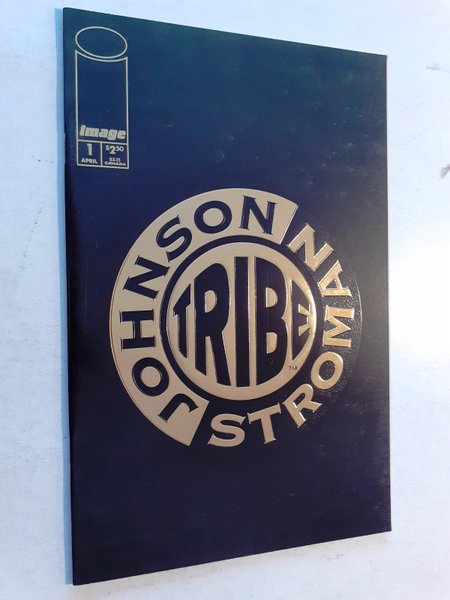 Image
1 $2.50
APRIL $3.15
CANADA
JOHNSON
STROMAN
TRIBE
TM